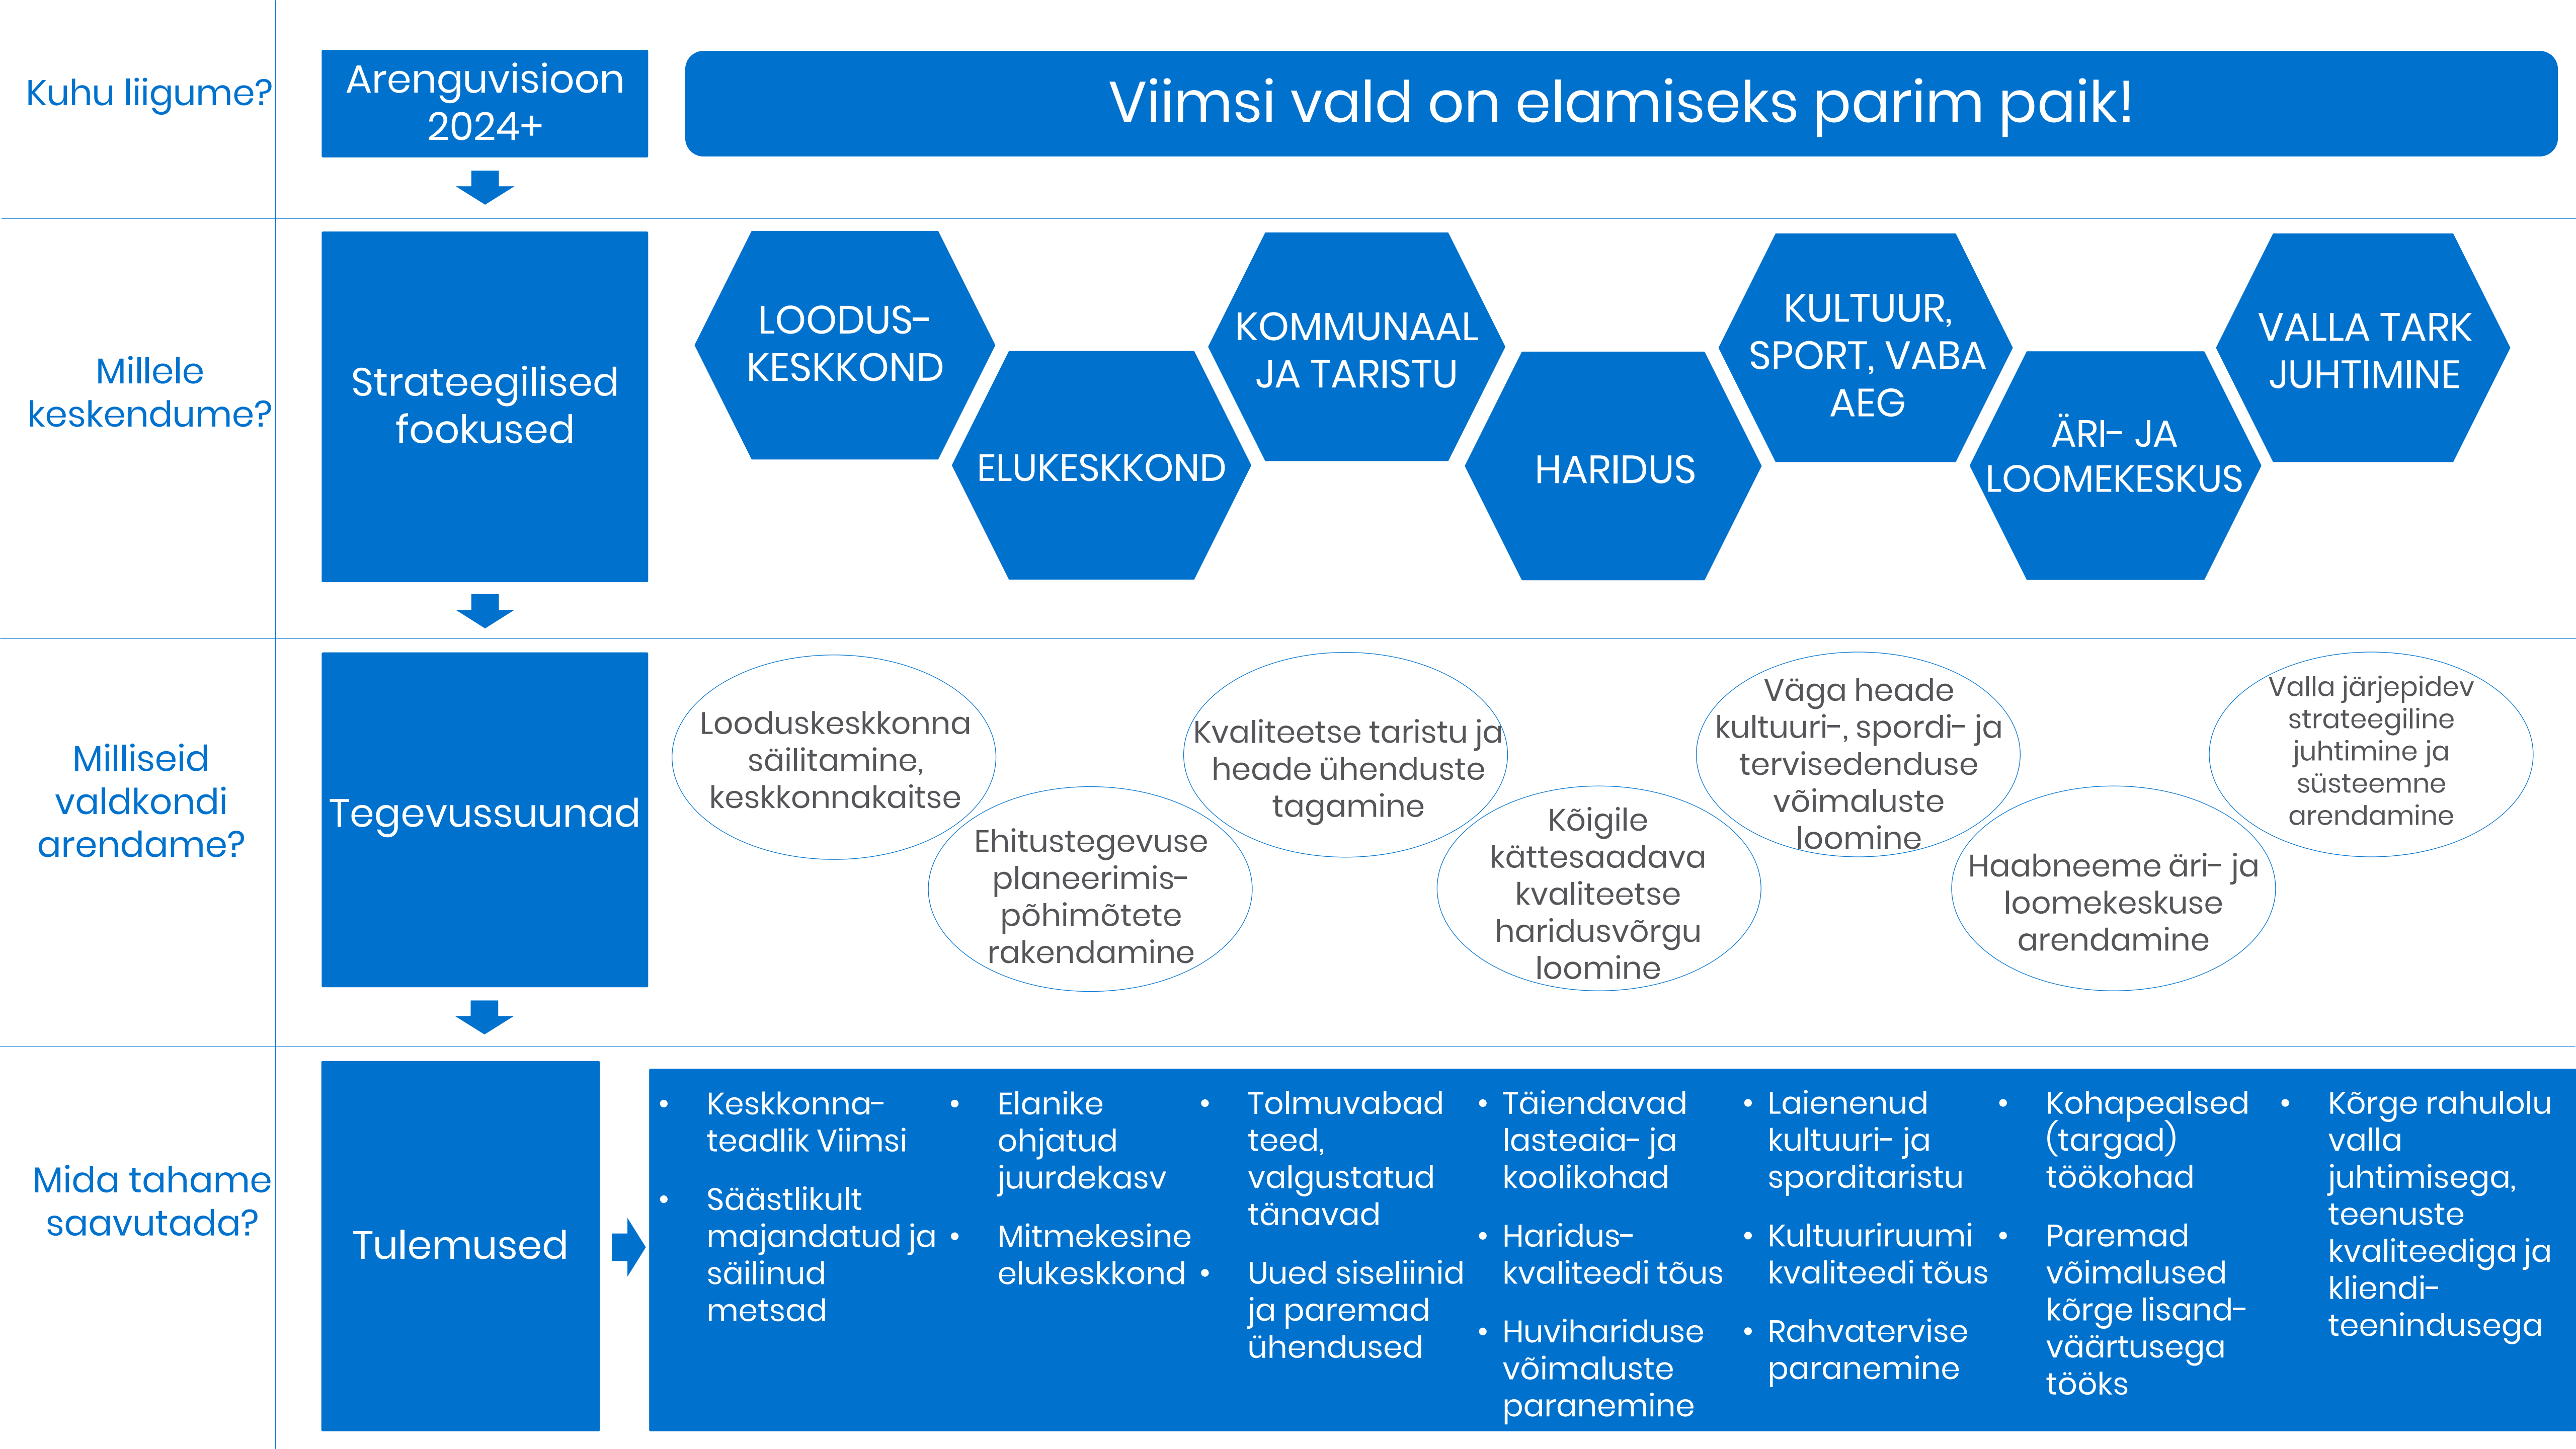 Kuhu liigume?
Arenguvisioon
2024+
Viimsi vald on elamiseks parim paik!
Millele
keskendume?
Strateegilised
fookused
LOODUS-
KESKKOND
ELUKESKKOND
KOMMUNAAL
JA TARISTU
HARIDUS
KULTUUR,
SPORT, VABA
AEG
ÄRI- JA
LOOMEKESKUS
VALLA TARK
JUHTIMINE
Milliseid
valdkondi
arendame?
Tegevussuunad
Looduskeskkonna
säilitamine,
keskkonnakaitse
Ehitustegevuse
planeerimis-
põhimõtete
rakendamine
Kvaliteetse taristu ja
heade ühenduste
tagamine
Kõigile
kättesaadava
kvaliteetse
haridusvõrgu
loomine
Väga heade
kultuuri-, spordi- ja
tervisedenduse
võimaluste
loomine
Haabneeme äri- ja
loomekeskuse
arendamine
Valla järjepidev
strateegiline
juhtimine ja
süsteemne
arendamine
Mida tahame
saavutada?
Tulemused
• Keskkonna-
teadlik Viimsi
• Säästlikult
majandatud ja
säilinud
metsad
• Elanike
ohjatud
juurdekasv
• Mitmekesine
elukeskkond
• Tolmuvabad
teed,
valgustatud
tänavad
• Uued siseliinid
ja paremad
ühendused
• Täiendavad
lasteaia- ja
koolikohad
• Haridus-
kvaliteedi tõus
• Huvihariduse
võimaluste
paranemine
• Laienenud
kultuuri- ja
sporditaristu
• Kultuuriruumi
kvaliteedi tõus
• Rahvatervise
paranemine
• Kohapealsed
(targad)
töökohad
• Paremad
võimalused
kõrge lisand-
väärtusega
tööks
• Kõrge rahulolu
valla
juhtimisega,
teenuste
kvaliteediga ja
kliendi-
teenindusega